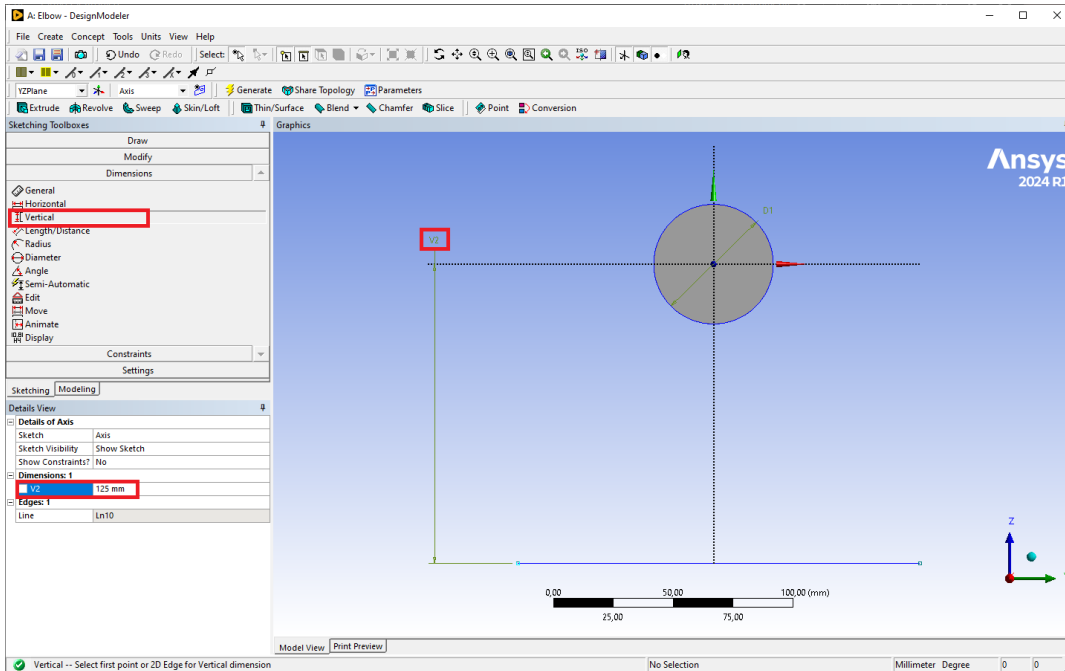 A: Elbow - DesignModeler
File Create Concept Tools Units View Help
Undo Redo Select:
YZPlane Axis Generate Share Topology Parameters
Extrude Revolve Sweep Skin/Loft Thin/Surface Blend Chamfer Slice Point Conversion
Sketching Toolboxes
Graphics
Draw
Modify
Dimensions
General
Horizontal
Vertical
Length/Distance
Radius
Diameter
Angle
Semi-Automatic
Edit
Move
Animate
Display
Constraints
Settings
Sketching Modeling
Details View
Details of Axis
Sketch Axis
Sketch Visibility Show Sketch
Show Constraints? No
Dimensions: 1
V2 125 mm
Edges: 1
Line Ln10
Ansys
2024 R1
D1
V2
Z
0,00 50,00 100,00 (mm)
25,00 75,00
Model View Print Preview
Vertical -- Select first point or 2D Edge for Vertical dimension No Selection Millimeter Degree 0 0